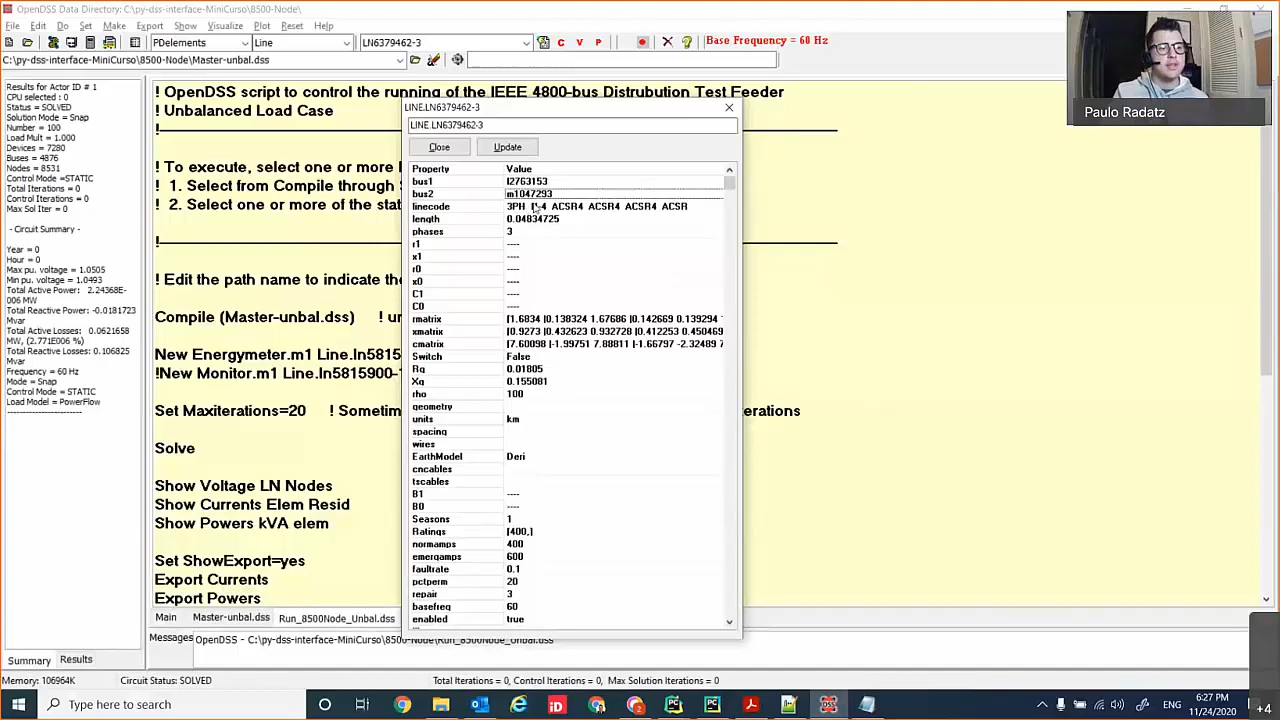 OpenDSS Data Directory: C:\py-dss-interface-MiniCurso\8500-Node\
File Edit Do Set Make Export Show Visualize Plot Reset Help
PDelements Line LN6379462-3 C V P Base Frequency = 60 Hz
C:\py-dss-interface-MiniCurso\8500-Node\Master-unbal.dss
Results for Actor ID # 1
CPU selected : 0
Status = SOLVED
Solution Mode = Snap
Number = 100
Load Mult = 1.000
Devices = 7280
Buses = 4876
Nodes = 8531
Control Mode =STATIC
Total Iterations = 0
Control Iterations = 0
Max Sol Iter = 0
- Circuit Summary -
Year = 0
Hour = 0
Max pu. voltage = 1.0505
Min pu. voltage = 1.0493
Total Active Power: 2.24368E-
006 MW
Total Reactive Power: -0.0181723
Mvar
Total Active Losses: 0.0621658
MW, (2.771E006 %)
Total Reactive Losses: 0.106825
Mvar
Frequency = 60 Hz
Mode = Snap
Control Mode = STATIC
Load Model = PowerFlow
! OpenDSS script to control the running of the IEEE 4800-bus Distrubution Test Feeder
! Unbalanced Load Case
! To execute, select one or more l
! 1. Select from Compile through S
! 2. Select one or more of the stat
! Edit the path name to indicate the
Compile (Master-unbal.dss) ! un
New Energymeter.m1 Line.ln5815
!New Monitor.m1 Line.ln5815900-
Set Maxiterations=20 ! Sometim erations
Solve
Show Voltage LN Nodes
Show Currents Elem Resid
Show Powers kVA elem
Set ShowExport=yes
Export Currents
Export Powers
LINE.LN6379462-3
LINE.LN6379462-3
Close Update
Property Value
bus1 l2763153
bus2 m1047293
linecode 3PH ACSR4 ACSR4 ACSR4 ACSR
length 0.04834725
phases 3
r1 ----
x1 ----
r0 ----
x0 ----
C1 ----
C0 ----
rmatrix [1.6834 |0.138324 1.67686 |0.142669 0.139294
xmatrix [0.9273 |0.432623 0.932728 |0.412253 0.450469
cmatrix [7.60098 |-1.99751 7.88811 |-1.66797 -2.32489 7
Switch False
Rg 0.01805
Xg 0.155081
rho 100
geometry
units km
spacing
wires
EarthModel Deri
cncables
tscables
B1 ----
B0 ----
Seasons 1
Ratings [400,]
normamps 400
emergamps 600
faultrate 0.1
pctperm 20
repair 3
basefreq 60
enabled true
Paulo Radatz
Main Master-unbal.dss Run_8500Node_Unbal.dss
Messages OpenDSS - C:\py-dss-interface-MiniCurso\8500-Node\Run_8500Node_Unbal.dss
Summary Results
Memory: 106964K Circuit Status: SOLVED Total Iterations = 0, Control Iterations = 0, Max Solution Iterations = 0
Type here to search
ENG
6:27 PM
11/24/2020
+4